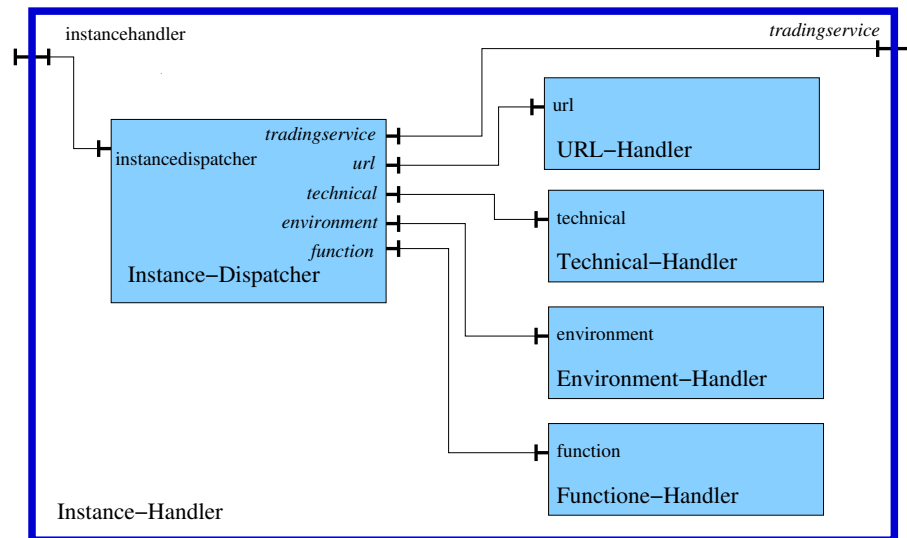 instancehandler
tradingservice
url
URL−Handler
tradingservice
instancedispatcher
url
technical
environment
function
Instance−Dispatcher
technical
Technical−Handler
environment
Environment−Handler
function
Functione−Handler
Instance−Handler